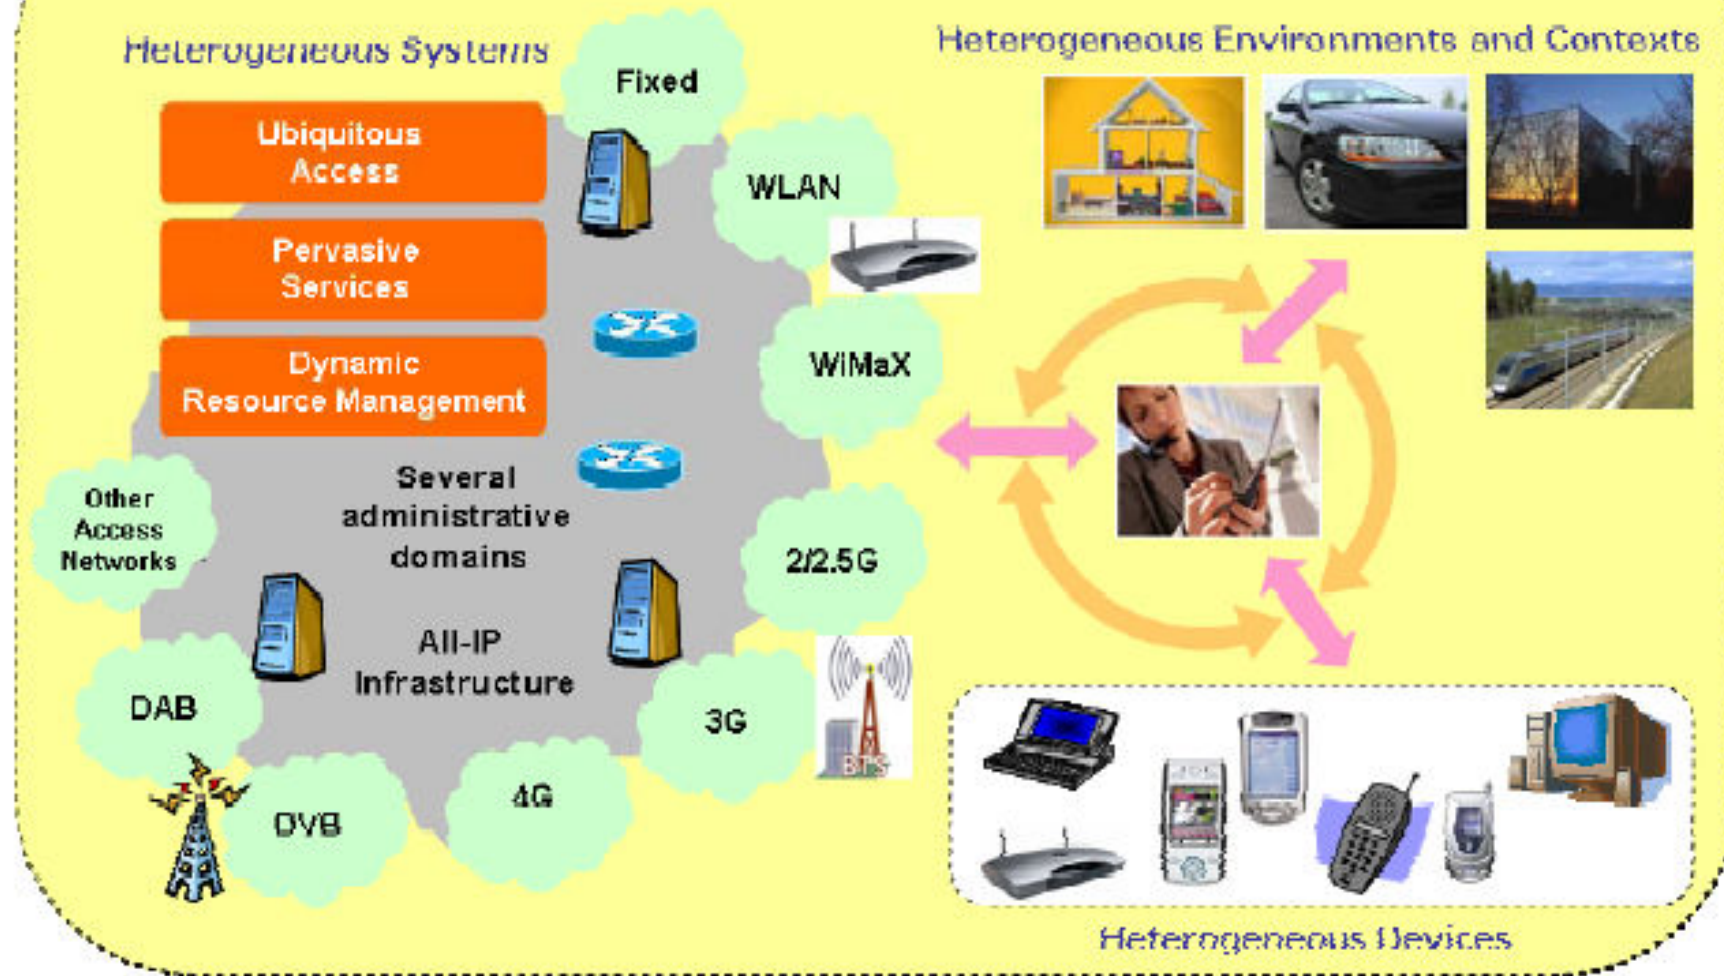 Heterogeneous Systems
Heterogeneous Environments and Contexts
Fixed
Ubiquitous
Access
WLAN
Pervasive
Services
WiMaX
Dynamic
Resource Management
Several
administrative
domains
Other
Access
Networks
2/2.5G
All-IP
Infrastructure
DAB
3G
BTS
4G
DVB
Heterogeneous Devices